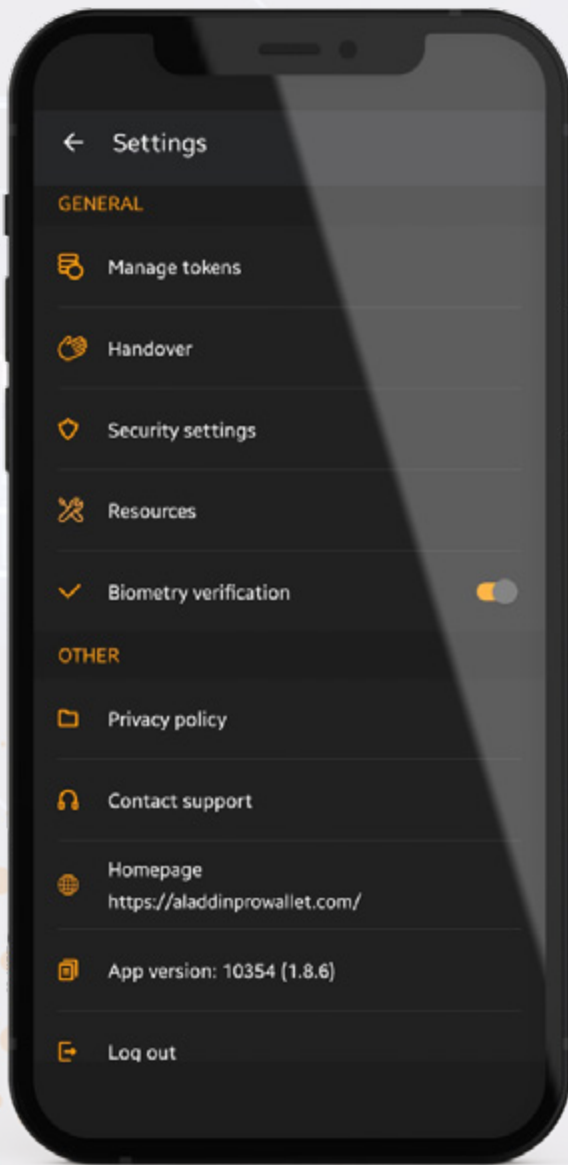 Settings
GENERAL
Manage tokens
Handover
Security settings
Resources
Biometry verification
OTHER
Privacy policy
Contact support
Homepage
https://aladdinprowallet.com/
App version: 10354 (1.8.6)
Log out